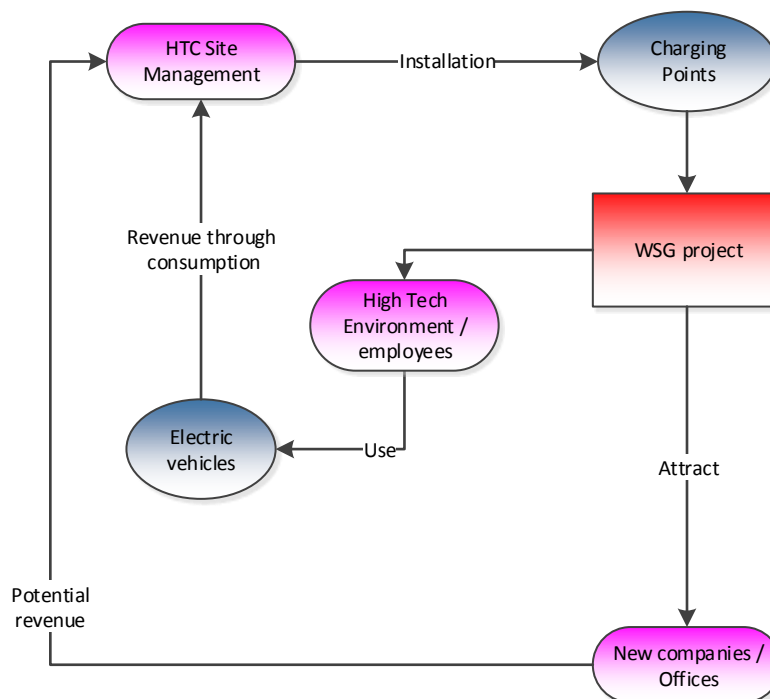 HTC Site
Management
Installation
Charging
Points
Revenue through
consumption
WSG project
High Tech
Environment /
employees
Electric
vehicles
Use
Attract
Potential
revenue
New companies /
Offices